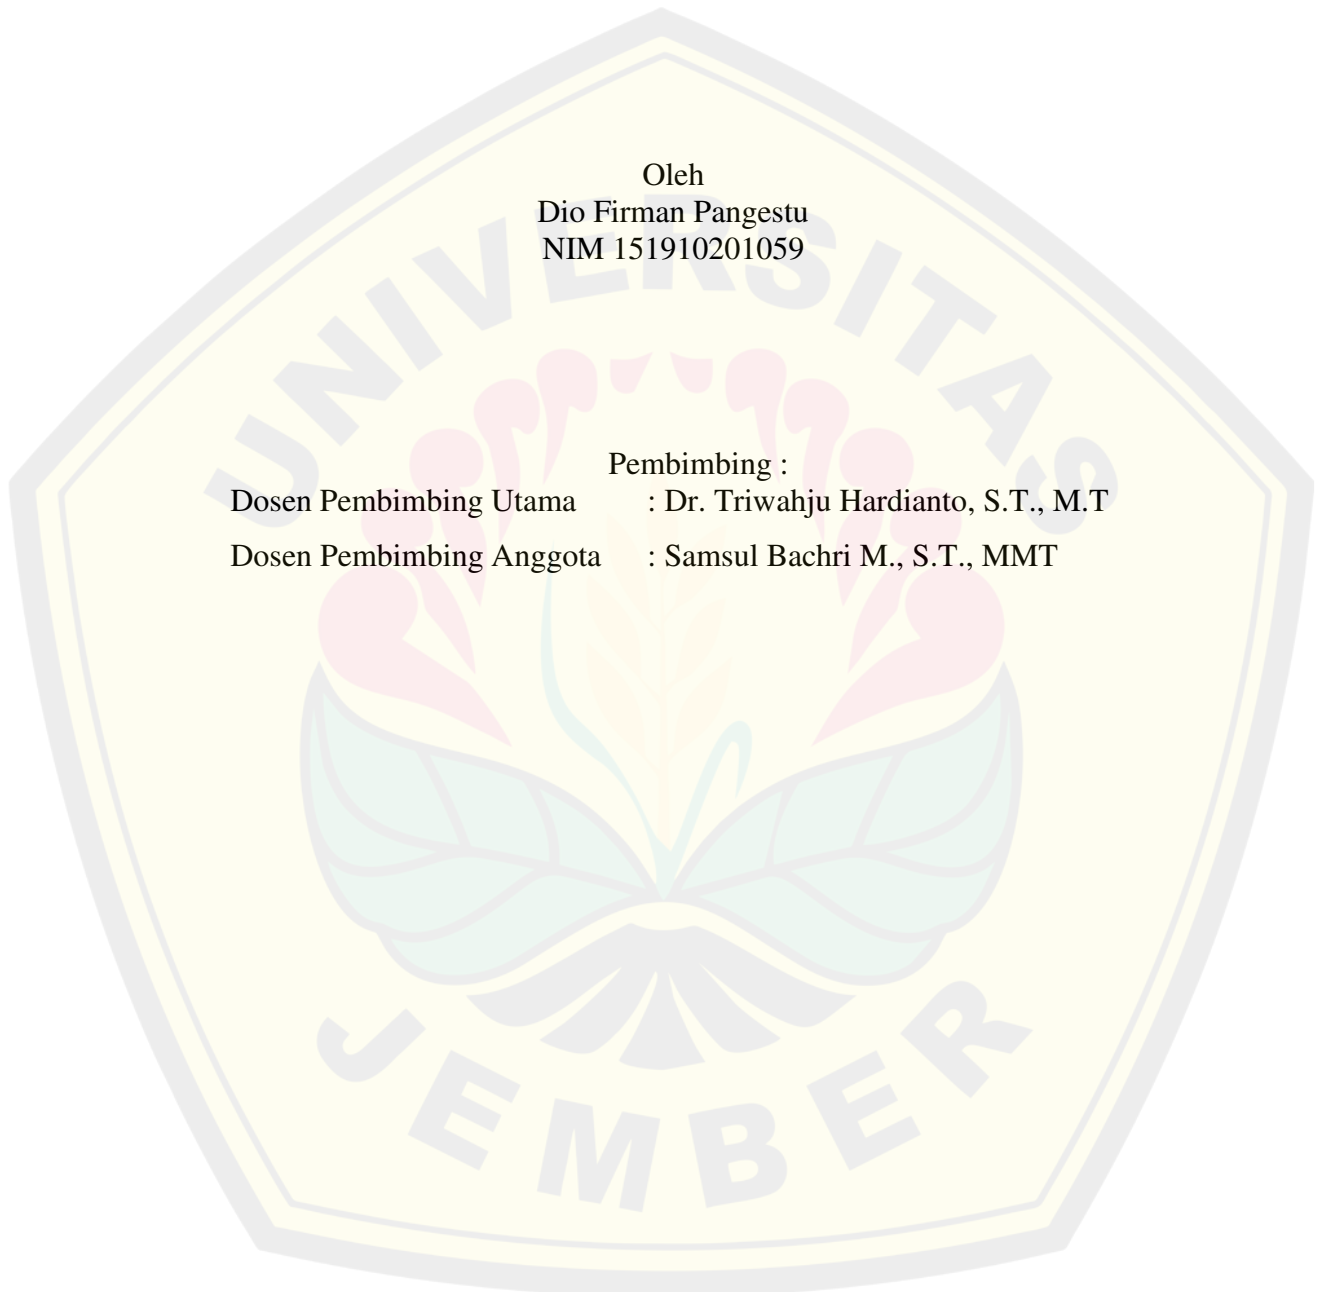 Oleh
Dio Firman Pangestu
NIM 151910201059
UNIVERSITAS
Pembimbing :
Dosen Pembimbing Utama : Dr. Triwahju Hardianto, S.T., M.T
Dosen Pembimbing Anggota : Samsul Bachri M., S.T., MMT
JEMBER